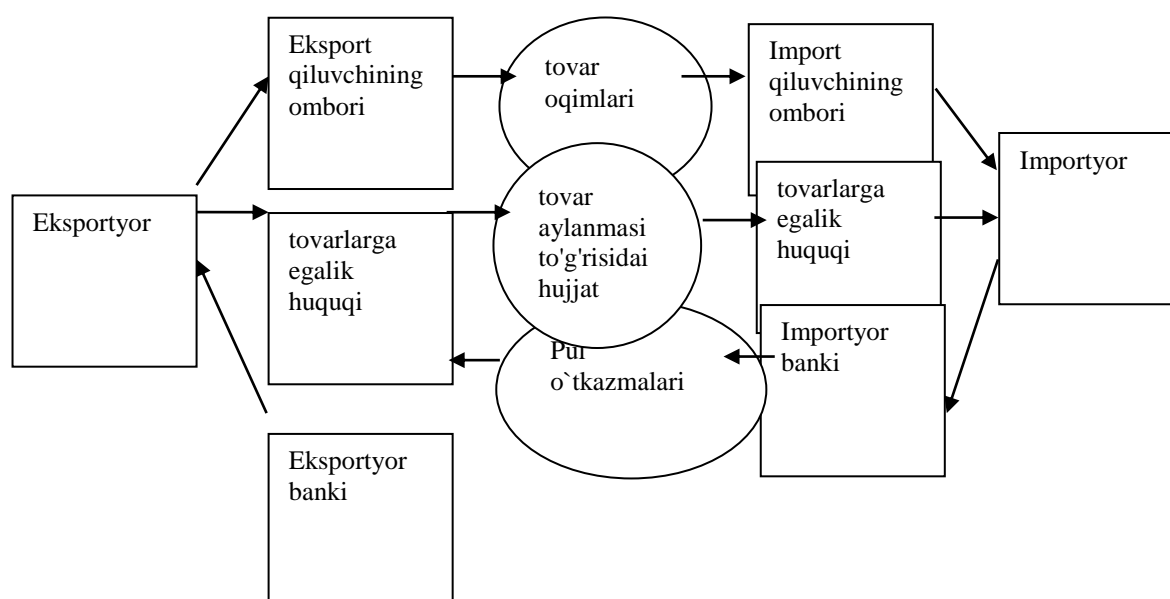 Eksport
qiluvchining
ombori
tovar
oqimlari
Import
qiluvchining
ombori
Importyor
Eksportyor
tovarlarga
egalik
huquqi
tovar
aylanmasi
to'g'risidai
hujjat
tovarlarga
egalik
huquqi
Pul
o`tkazmalari
Importyor
banki
Eksportyor
banki